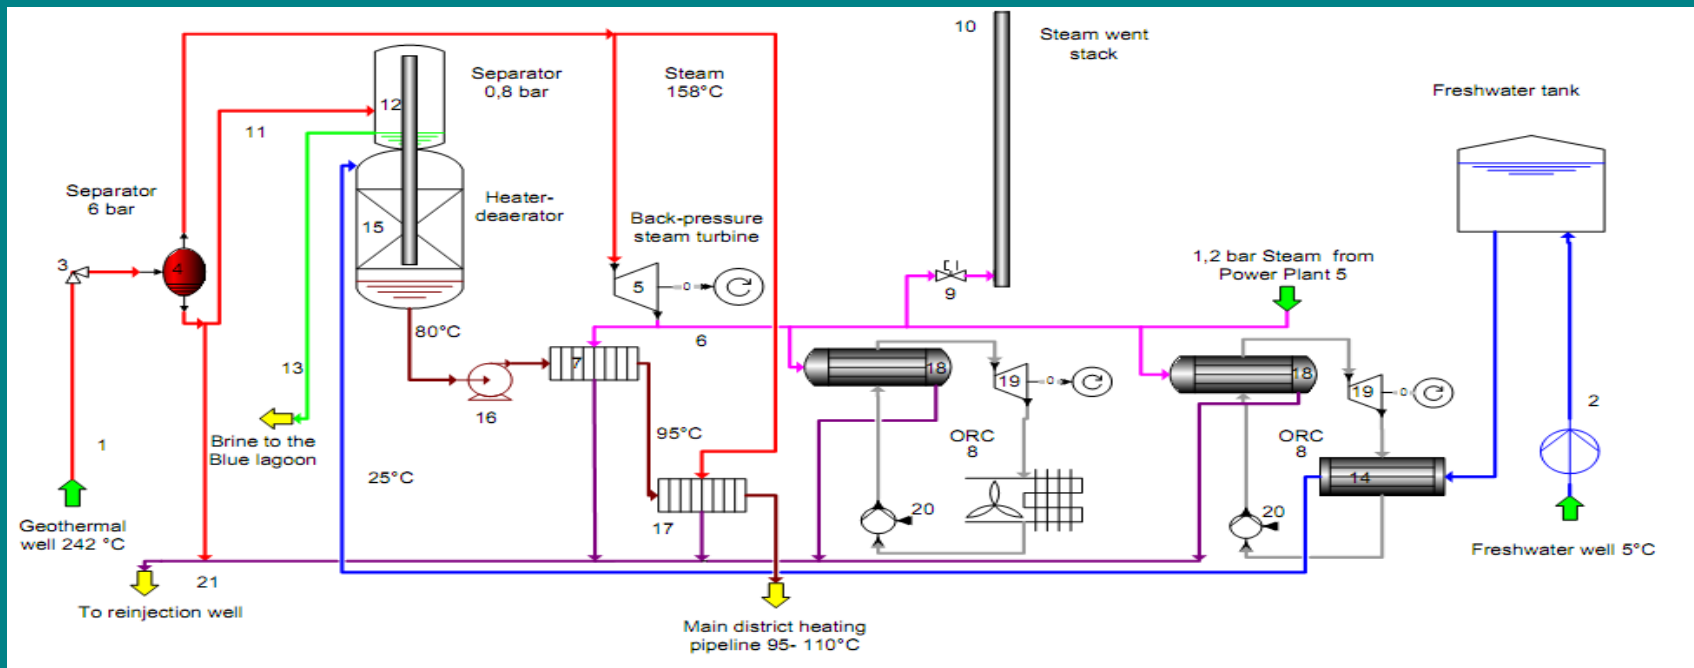 10
Steam went
stack
Separator
0,8 bar
Steam
158°C
Freshwater tank
12
11
Separator
6 bar
Heater-
deaerator
15
Back-pressure
steam turbine
1,2 bar Steam from
Power Plant 5
3
4
5
0
9
80°C
6
7
13
18
19
0
18
19
0
2
16
95°C
1
Brine to the
Blue lagoon
ORC
8
ORC
8
25°C
14
17
20
20
Geothermal
well 242 °C
Freshwater well 5°C
21
To reinjection well
Main district heating
pipeline 95- 110°C